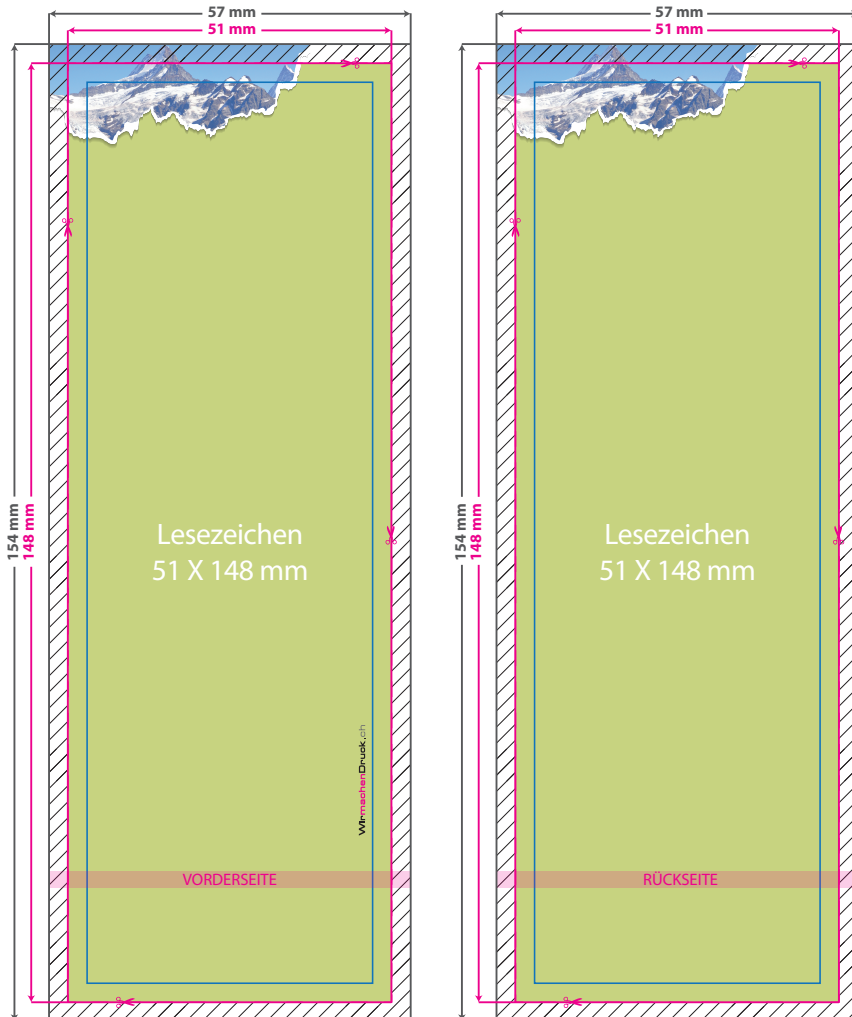 57 mm
51 mm
154 mm
148 mm
Lesezeichen
51 X 148 mm
WIrmachenDruck.ch
VORDERSEITE
57 mm
51 mm
154 mm
148 mm
Lesezeichen
51 X 148 mm
RÜCKSEITE